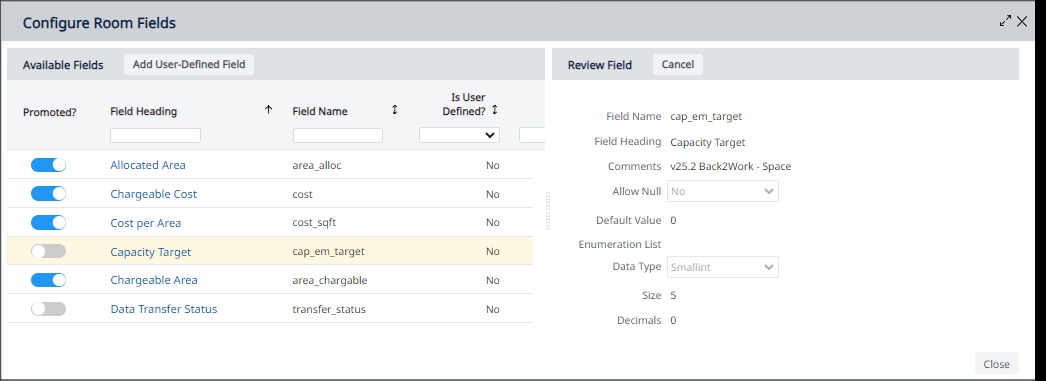 Configure Room Fields
Available Fields Add User-Defined Field
Promoted? Field Heading Field Name Is User Defined?
Allocated Area area_alloc No
Chargeable Cost cost No
Cost per Area cost_sqft No
Capacity Target cap_em_target No
Chargeable Area area_chargable No
Data Transfer Status transfer_status No
Review Field Cancel
Field Name cap_em_target
Field Heading Capacity Target
Comments v25.2 Back2Work - Space
Allow Null No
Default Value 0
Enumeration List
Data Type Smallint
Size 5
Decimals 0
Close